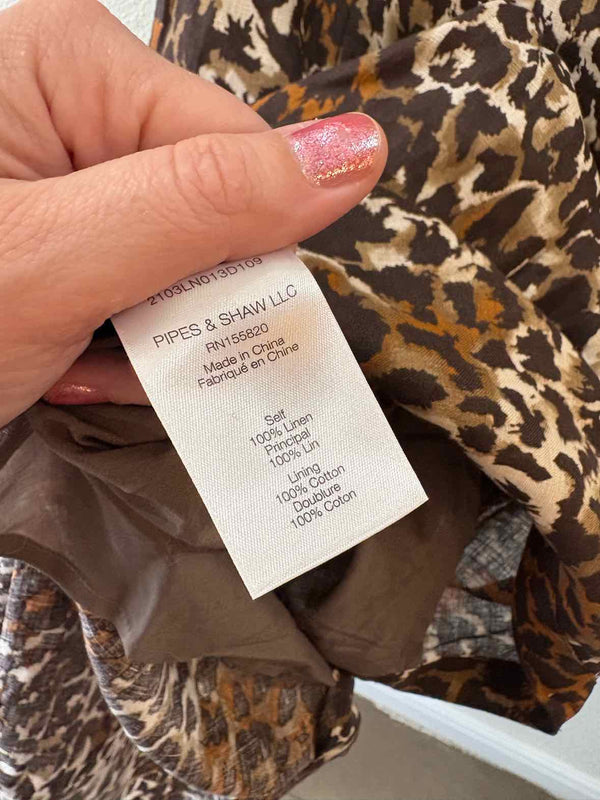 2103LN013D109
PIPES & SHAW LLC
RN155820
Made in China
Fabriqué en Chine
Self
100% Linen
Principal
100% Lin
Lining
100% Cotton
Doublure
100% Coton